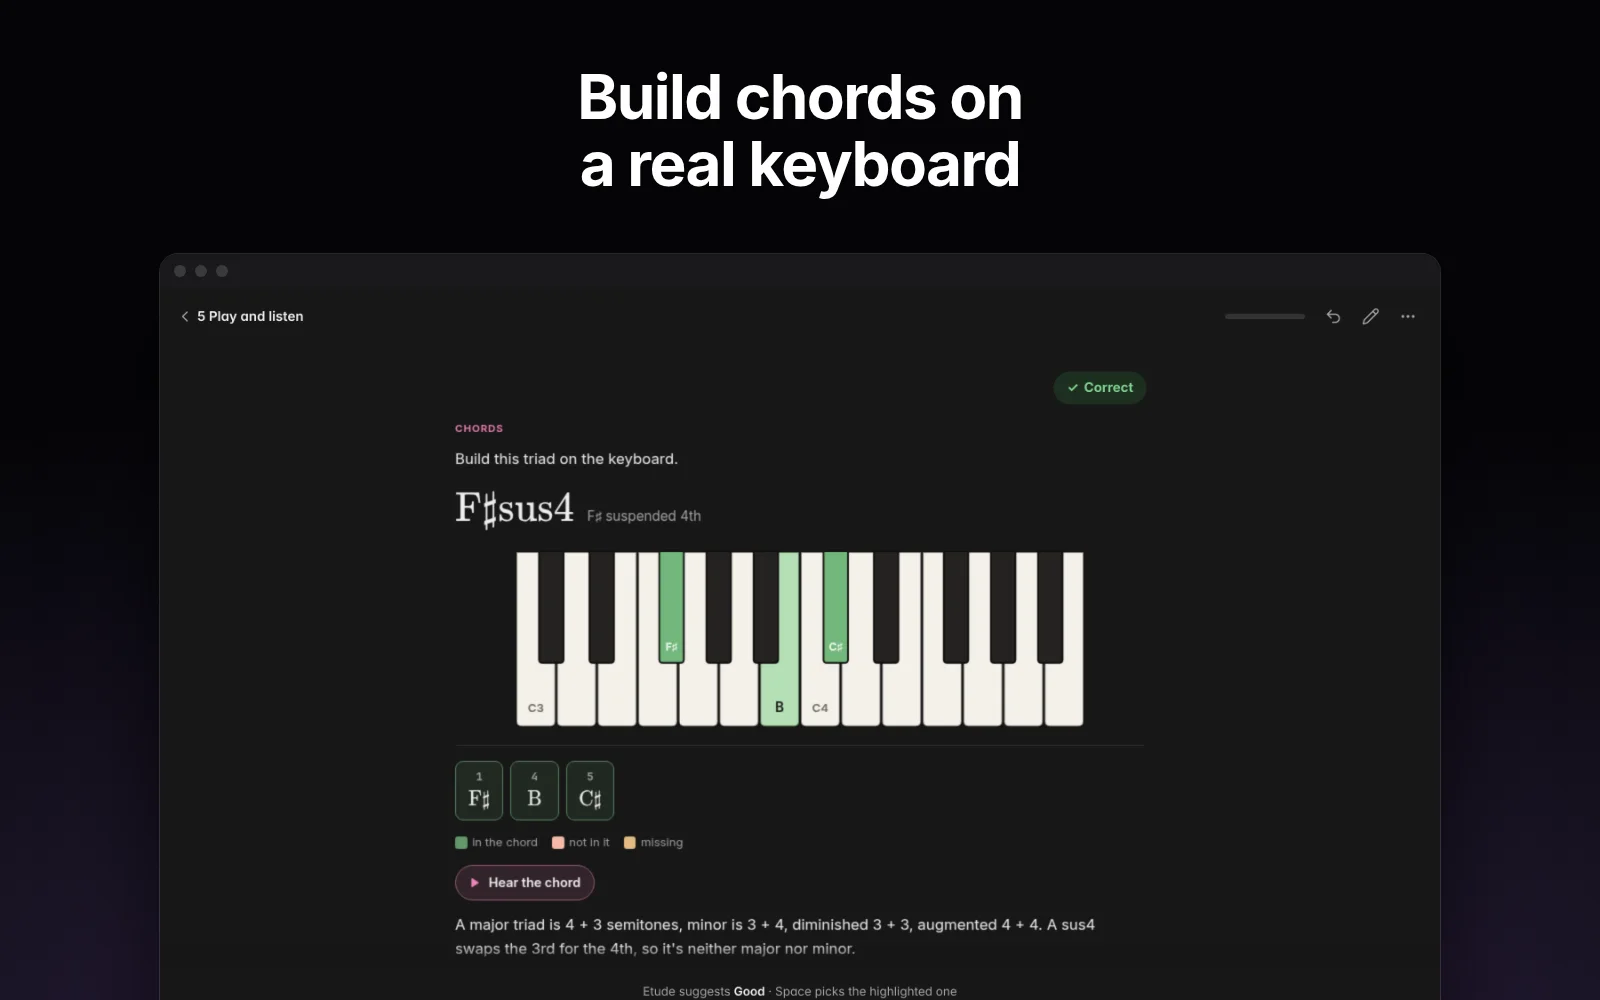 Build chords on
a real keyboard
5 Play and listen
Correct
CHORDS
Build this triad on the keyboard.
F♯sus4 F♯ suspended 4th
F♯ C♯
C3 B C4
1 4 5
F♯ B C♯
in the chord not in it missing
Hear the chord
A major triad is 4 + 3 semitones, minor is 3 + 4, diminished 3 + 3, augmented 4 + 4. A sus4
swaps the 3rd for the 4th, so it's neither major nor minor.
Etude suggests Good · Space picks the highlighted one